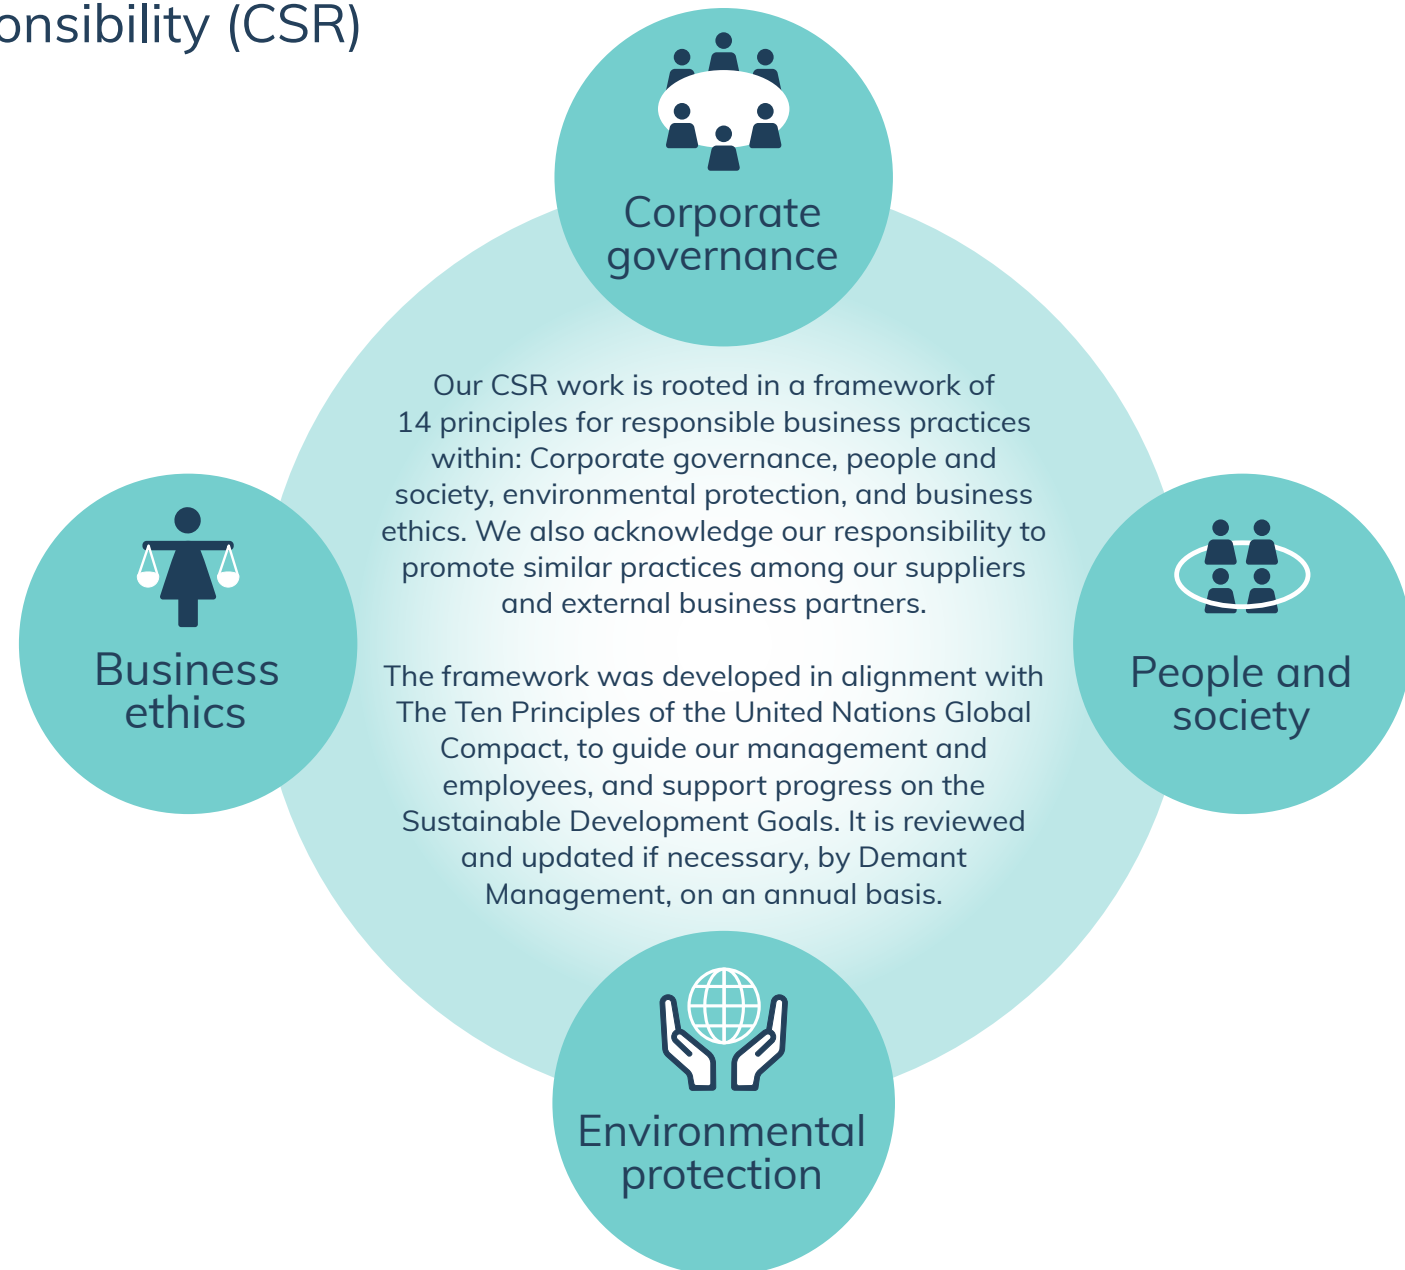 onsibility (CSR)
Corporate
governance
Our CSR work is rooted in a framework of
14 principles for responsible business practices
within: Corporate governance, people and
society, environmental protection, and business
ethics. We also acknowledge our responsibility to
promote similar practices among our suppliers
and external business partners.
The framework was developed in alignment with
The Ten Principles of the United Nations Global
Compact, to guide our management and
employees, and support progress on the
Sustainable Development Goals. It is reviewed
and updated if necessary, by Demant
Management, on an annual basis.
Business
ethics
People and
society
Environmental
protection